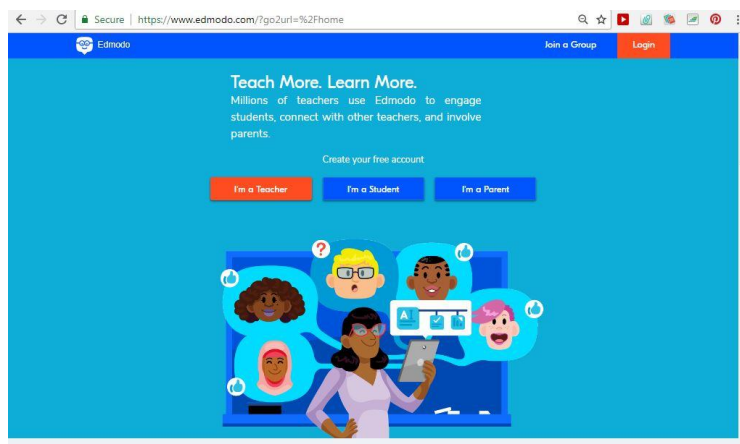 Secure | https://www.edmodo.com/?go2url=%2Fhome
Edmodo
Join a Group
Login
Teach More. Learn More.
Millions of teachers use Edmodo to engage
students, connect with other teachers, and involve
parents.
Create your free account
I'm a Teacher
I'm a Student
I'm a Parent
?
A